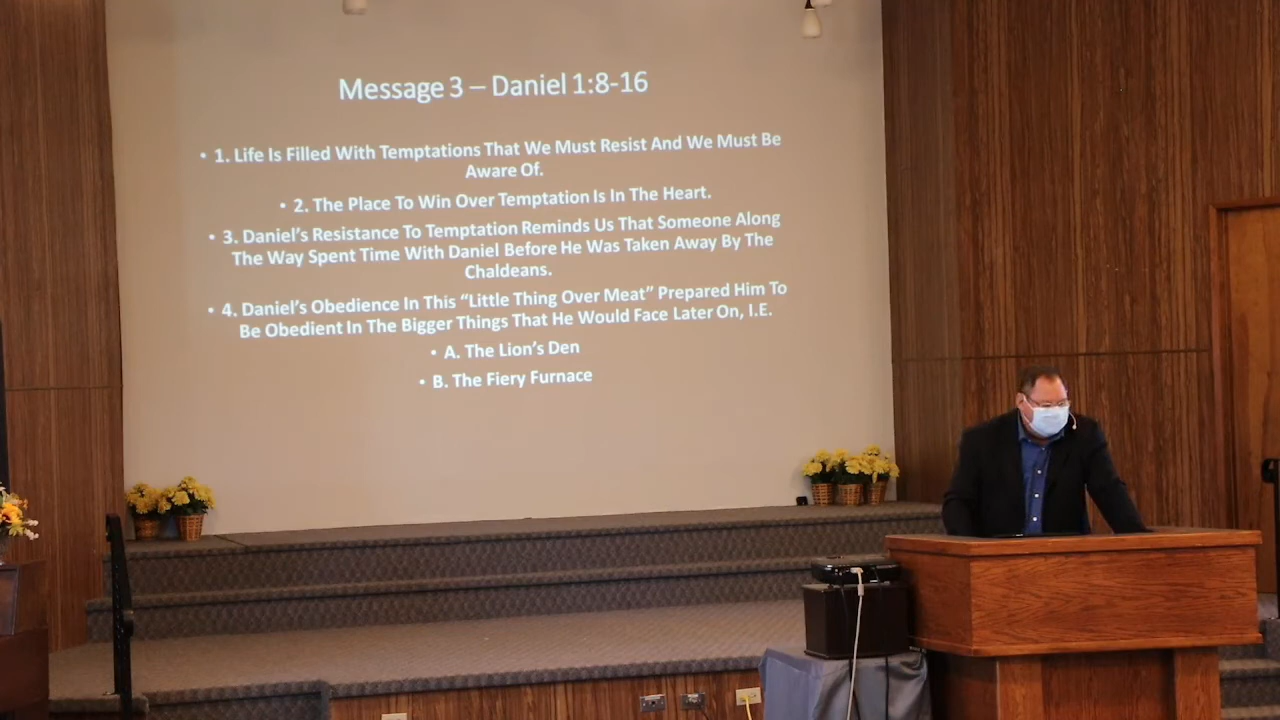 Message 3 – Daniel 1:8-16
• 1. Life Is Filled With Temptations That We Must Resist And We Must Be
Aware Of.
• 2. The Place To Win Over Temptation Is In The Heart.
• 3. Daniel's Resistance To Temptation Reminds Us That Someone Along
The Way Spent Time With Daniel Before He Was Taken Away By The
Chaldeans.
• 4. Daniel's Obedience In This “Little Thing Over Meat” Prepared Him To
Be Obedient In The Bigger Things That He Would Face Later On, I.E.
• A. The Lion's Den
• B. The Fiery Furnace